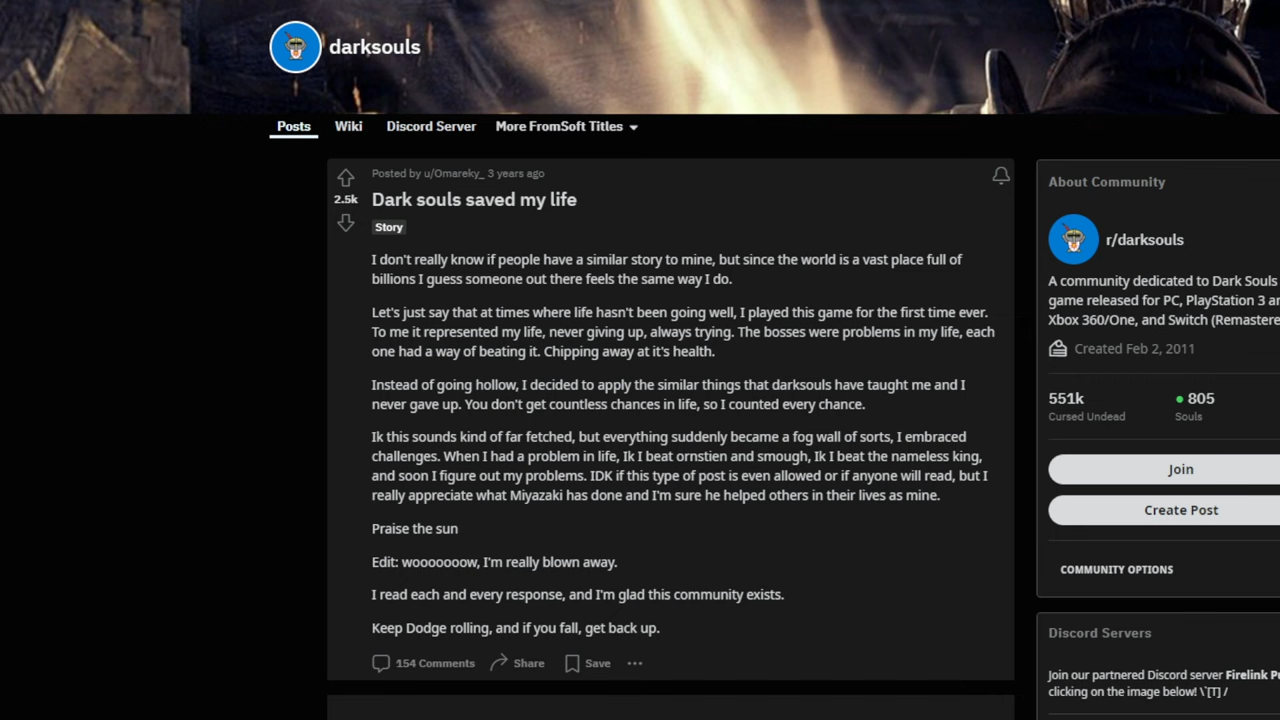 darksouls
Posts Wiki Discord Server More FromSoft Titles
Posted by u/Omareky_ 3 years ago
2.5k
Dark souls saved my life
Story
I don't really know if people have a similar story to mine, but since the world is a vast place full of
billions I guess someone out there feels the same way I do.
Let's just say that at times where life hasn't been going well, I played this game for the first time ever.
To me it represented my life, never giving up, always trying. The bosses were problems in my life, each
one had a way of beating it. Chipping away at it's health.
Instead of going hollow, I decided to apply the similar things that darksouls have taught me and I
never gave up. You don't get countless chances in life, so I counted every chance.
Ik this sounds kind of far fetched, but everything suddenly became a fog wall of sorts, I embraced
challenges. When I had a problem in life, Ik I beat ornstien and smough, Ik I beat the nameless king,
and soon I figure out my problems. IDK if this type of post is even allowed or if anyone will read, but I
really appreciate what Miyazaki has done and I'm sure he helped others in their lives as mine.
Praise the sun
Edit: wooooooow, I'm really blown away.
I read each and every response, and I'm glad this community exists.
Keep Dodge rolling, and if you fall, get back up.
154 Comments Share Save
About Community
r/darksouls
A community dedicated to Dark Souls
game released for PC, PlayStation 3
Xbox 360/One, and Switch (Remastere
Created Feb 2, 2011
551k 805
Cursed Undead Souls
Join
Create Post
COMMUNITY OPTIONS
Discord Servers
Join our partnered Discord server Firelink
clicking on the image below! \`[T] /